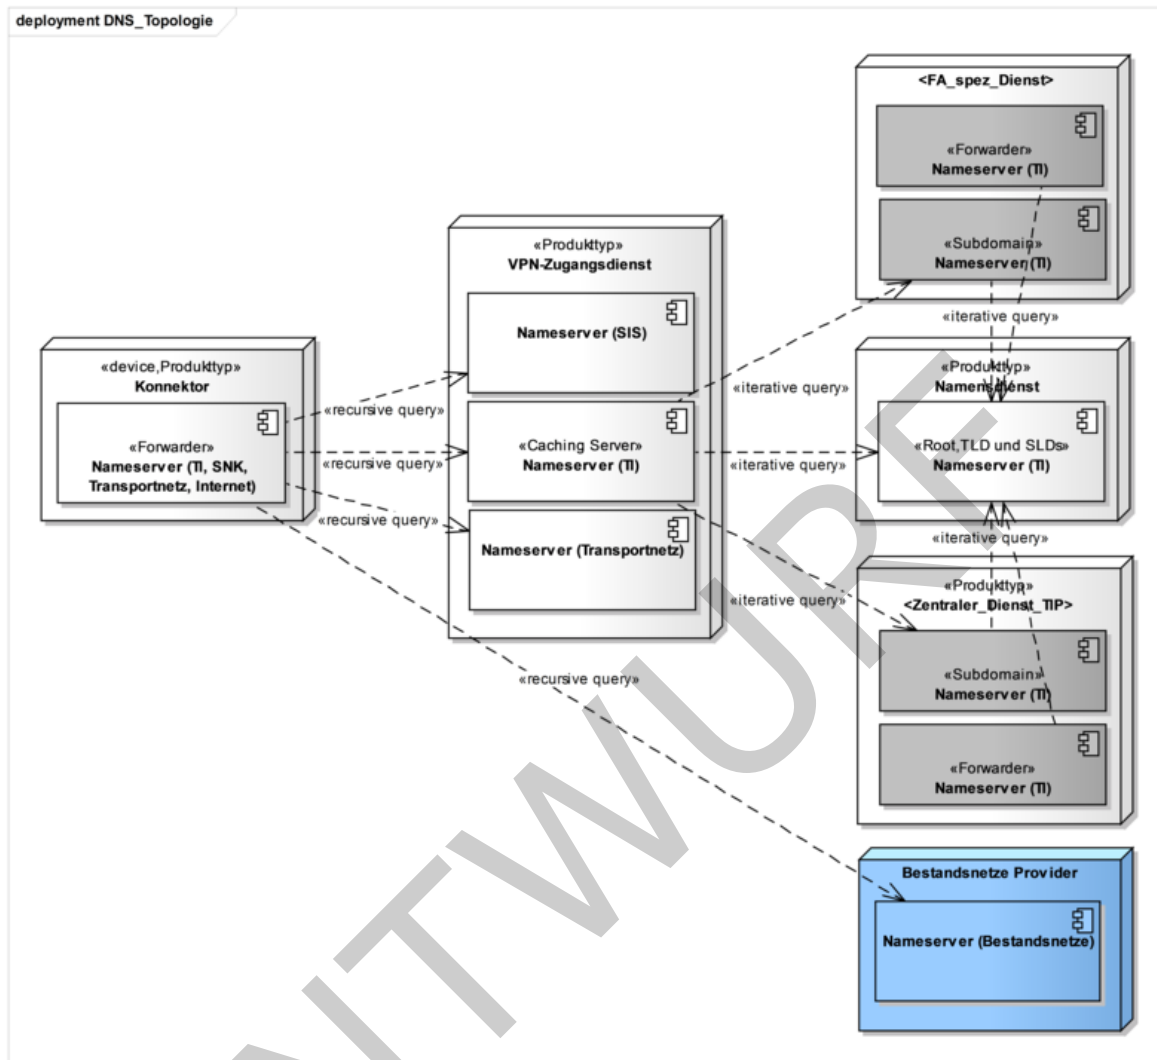 deployment DNS_Topologie
«device,Produkttyp»
Konnektor
«Forwarder»
Nameserver (TI, SNK,
Transportnetz, Internet)
«recursive query»
«recursive query»
«recursive query»
«recursive query»
«Produkttyp»
VPN-Zugangsdienst
Nameserver (SIS)
«Caching Server»
Nameserver (TI)
Nameserver (Transportnetz)
«iterative query»
«iterative query»
«iterative query»
<FA_spez_Dienst>
«Forwarder»
Nameserver (TI)
«Subdomain»
Nameserver (TI)
«iterative query»
«Produkttyp»
Namensdienst
«Root,TLD und SLDs»
Nameserver (TI)
«iterative query»
«Produkttyp»
<Zentraler_Dienst_TIP>
«Subdomain»
Nameserver (TI)
«Forwarder»
Nameserver (TI)
Bestandsnetze Provider
Nameserver (Bestandsnetze)
ENTWURF